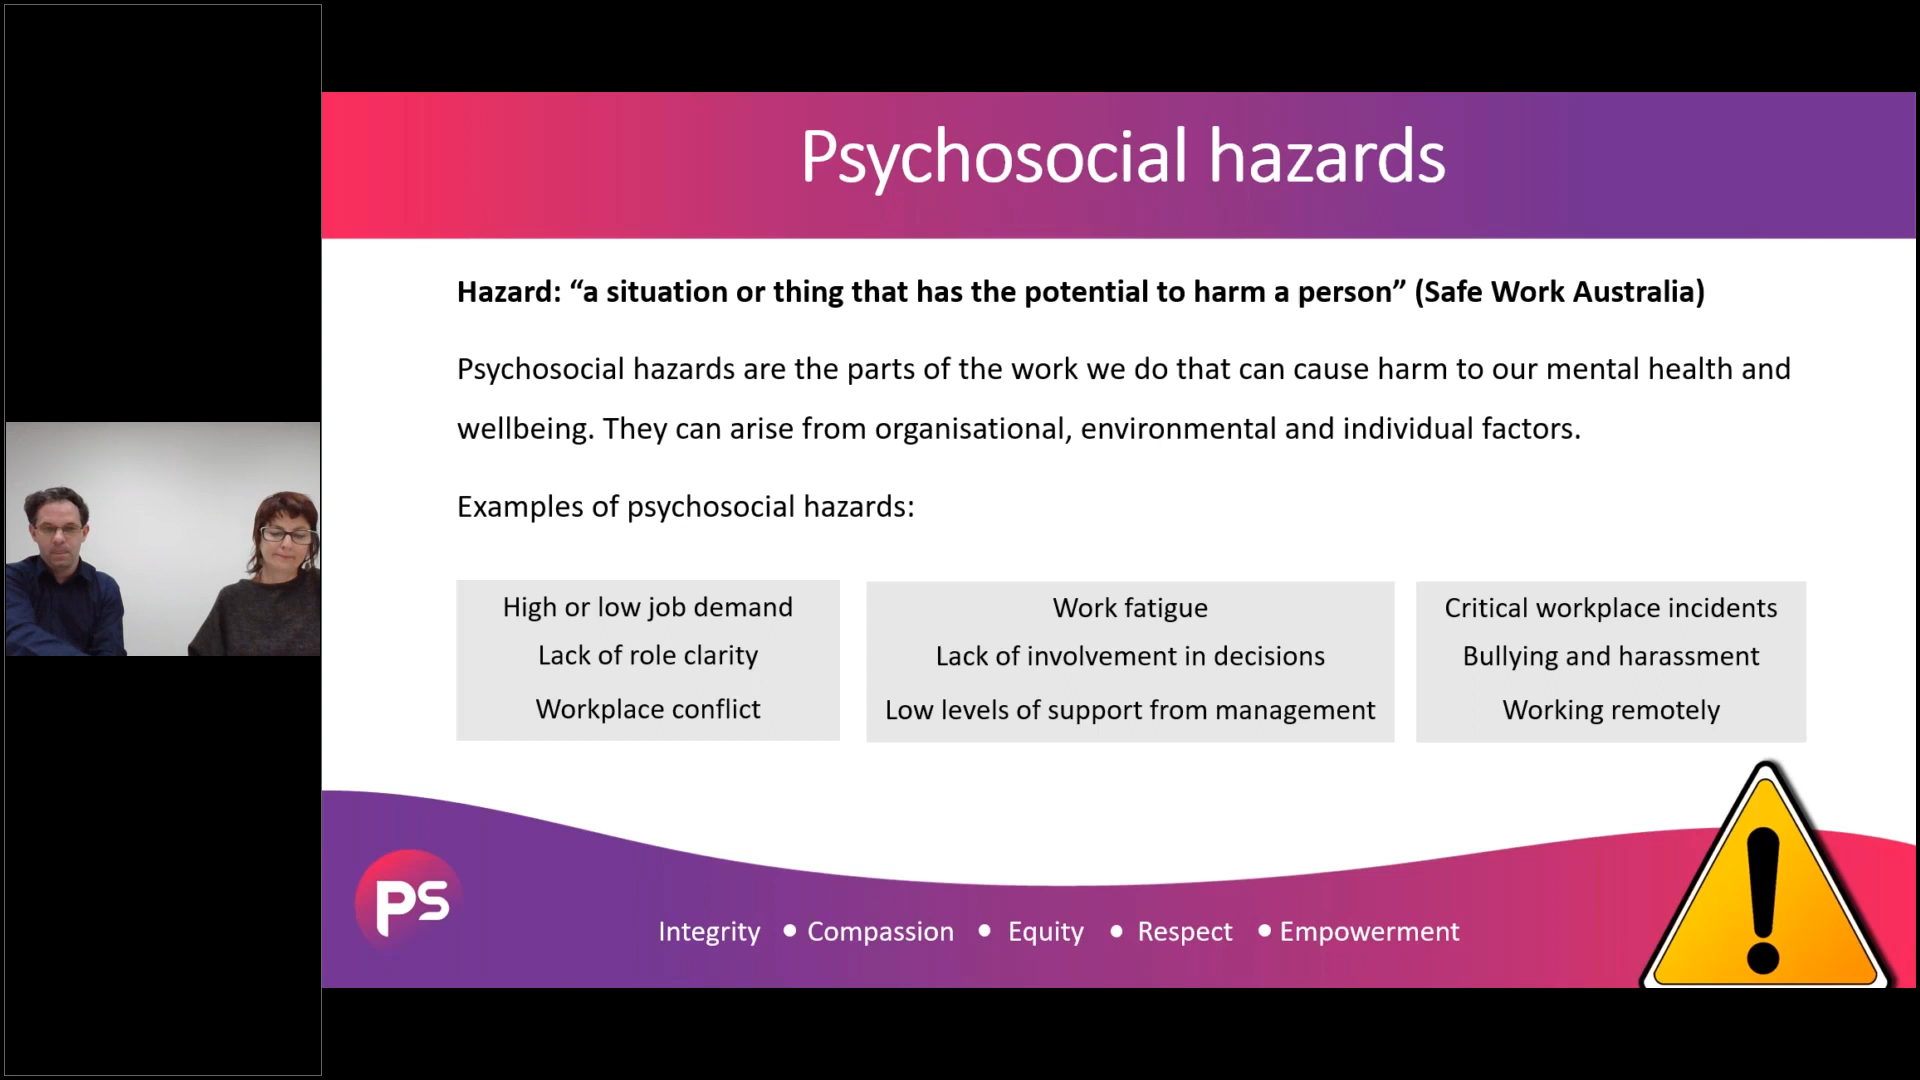 Psychosocial hazards
Hazard: “a situation or thing that has the potential to harm a person” (Safe Work Australia)
Psychosocial hazards are the parts of the work we do that can cause harm to our mental health and
wellbeing. They can arise from organisational, environmental and individual factors.
Examples of psychosocial hazards:
High or low job demand
Lack of role clarity
Workplace conflict
Work fatigue
Lack of involvement in decisions
Low levels of support from management
Critical workplace incidents
Bullying and harassment
Working remotely
PS
Integrity • Compassion • Equity • Respect • Empowerment